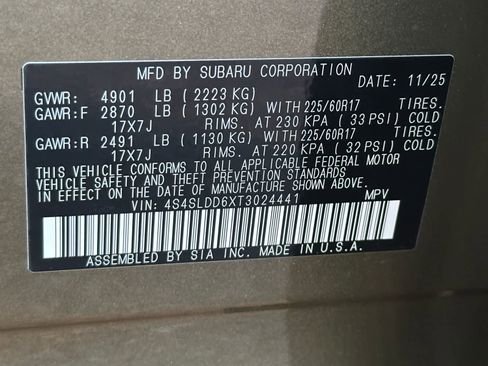 MFD BY SUBARU CORPORATION
DATE: 11/25
GVWR: 4901 LB (2223 KG)
GAWR:F 2870 LB (1302 KG) WITH 225/60R17 TIRES.
17X7J RIMS. AT 230 KPA (33 PSI) COLD
GAWR:R 2491 LB (1130 KG) WITH 225/60R17 TIRES.
17X7J RIMS. AT 220 KPA (32 PSI) COLD
THIS VEHICLE CONFORMS TO ALL APPLICABLE FEDERAL MOTOR
VEHICLE SAFETY, BUMPER, AND THEFT PREVENTION STANDARDS
IN EFFECT ON THE DATE OF MANUFACTURE SHOWN ABOVE.
VIN: 4S4SLDD6XT3024441 MPV
ASSEMBLED BY SIA INC. MADE IN U.S.A.